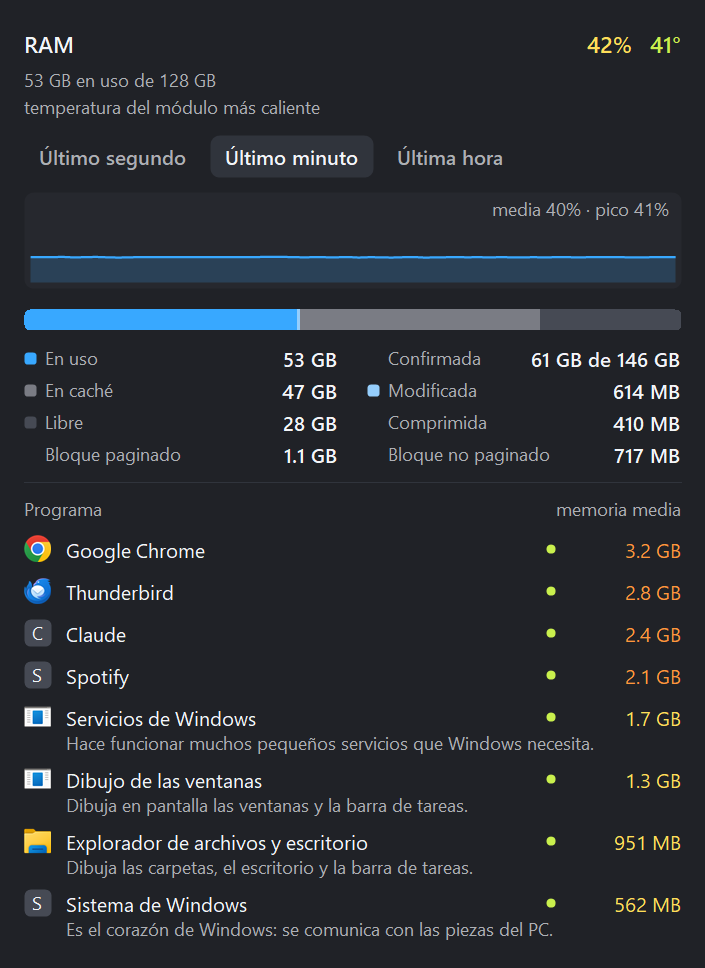 RAM 42% 41°
53 GB en uso de 128 GB
temperatura del módulo más caliente
Último segundo Último minuto Última hora
media 40% · pico 41%
En uso 53 GB Confirmada 61 GB de 146 GB
En caché 47 GB Modificada 614 MB
Libre 28 GB Comprimida 410 MB
Bloque paginado 1.1 GB Bloque no paginado 717 MB
Programa memoria media
Google Chrome 3.2 GB
Thunderbird 2.8 GB
C Claude 2.4 GB
S Spotify 2.1 GB
Servicios de Windows 1.7 GB
Hace funcionar muchos pequeños servicios que Windows necesita.
Dibujo de las ventanas 1.3 GB
Dibuja en pantalla las ventanas y la barra de tareas.
Explorador de archivos y escritorio 951 MB
Dibuja las carpetas, el escritorio y la barra de tareas.
S Sistema de Windows 562 MB
Es el corazón de Windows: se comunica con las piezas del PC.